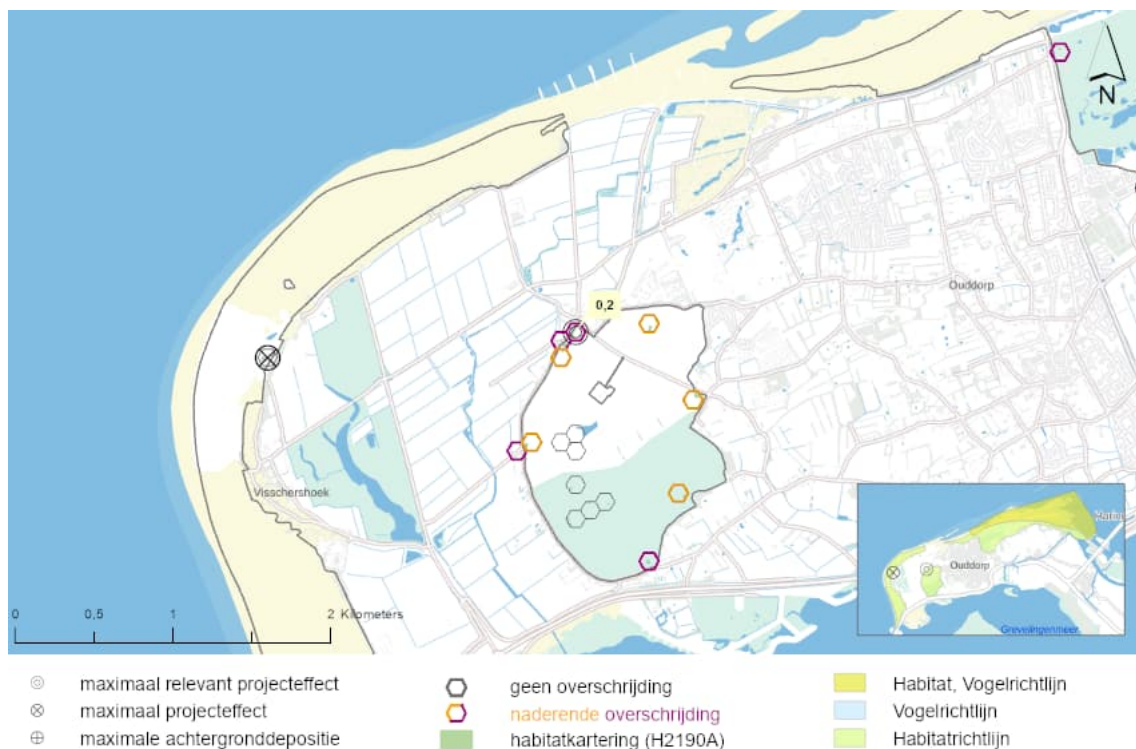 N
Ouddorp
0,2
Visschershoek
Ouddorp
Grevelingenmeer
0 0,5 1 2 Kilometers
maximaal relevant projecteffect
maximaal projecteffect
maximale achtergronddepositie
geen overschrijding
naderende overschrijding
habitatkartering (H2190A)
Habitat, Vogelrichtlijn
Vogelrichtlijn
Habitatrichtlijn